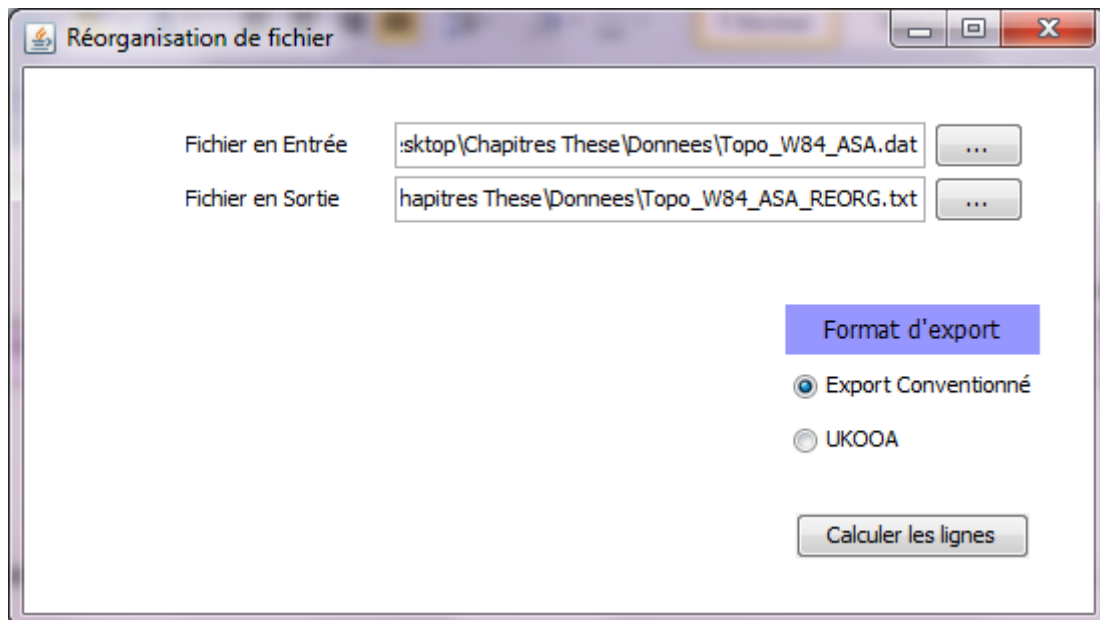 Réorganisation de fichier
Fichier en Entrée :sktop\Chapitres These\Donnees\Topo_W84_ASA.dat ...
Fichier en Sortie hapitres These\Donnees\Topo_W84_ASA_REORG.txt ...
Format d'export
Export Conventionné
UKOOA
Calculer les lignes